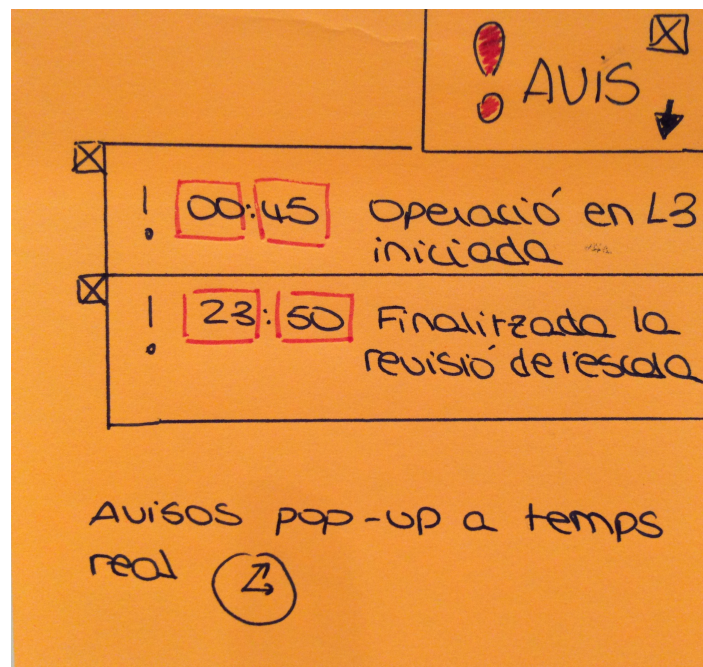 ! AVIS
! 00:45 Operació en L3
iniciada
! 23:50 Finalitzada la
revisió de l'escala
Avisos pop-up a temps
real